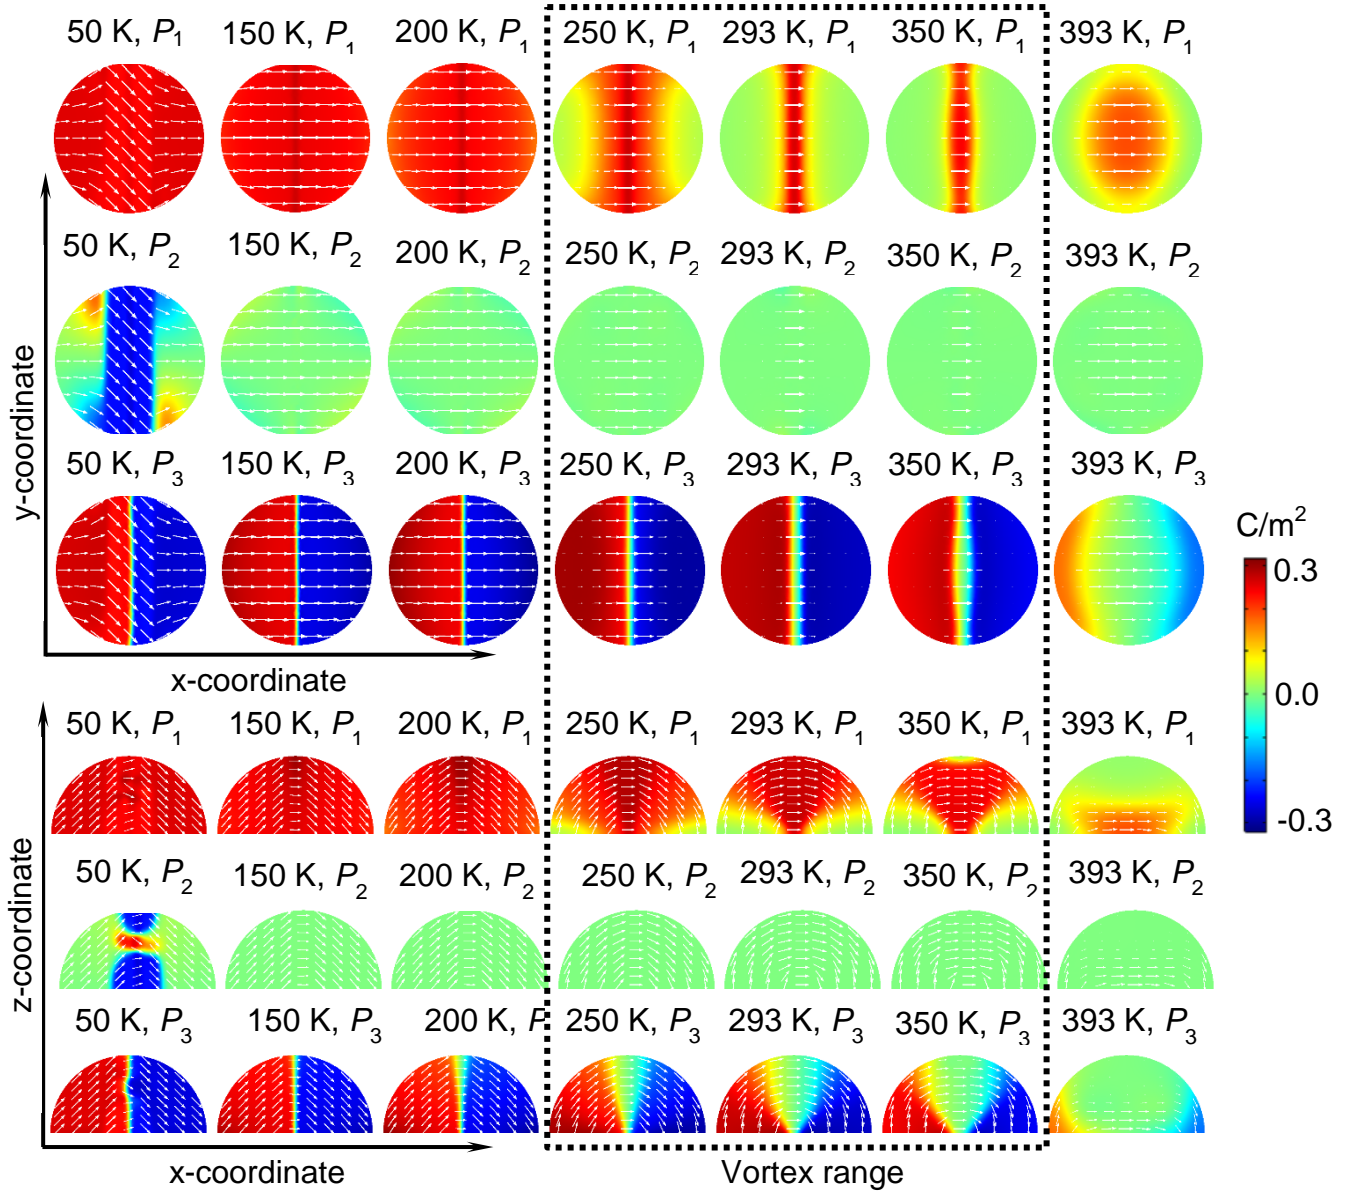 50 K, P1 150 K, P1 200 K, P1 250 K, P1 293 K, P1 350 K, P1 393 K, P1
50 K, P2 150 K, P2 200 K, P2 250 K, P2 293 K, P2 350 K, P2 393 K, P2
50 K, P3 150 K, P3 200 K, P3 250 K, P3 293 K, P3 350 K, P3 393 K, P3
y-coordinate
x-coordinate
C/m²
0.3
0.0
-0.3
50 K, P1 150 K, P1 200 K, P1 250 K, P1 293 K, P1 350 K, P1 393 K, P1
50 K, P2 150 K, P2 200 K, P2 250 K, P2 293 K, P2 350 K, P2 393 K, P2
50 K, P3 150 K, P3 200 K, P 250 K, P3 293 K, P3 350 K, P3 393 K, P3
z-coordinate
x-coordinate
Vortex range